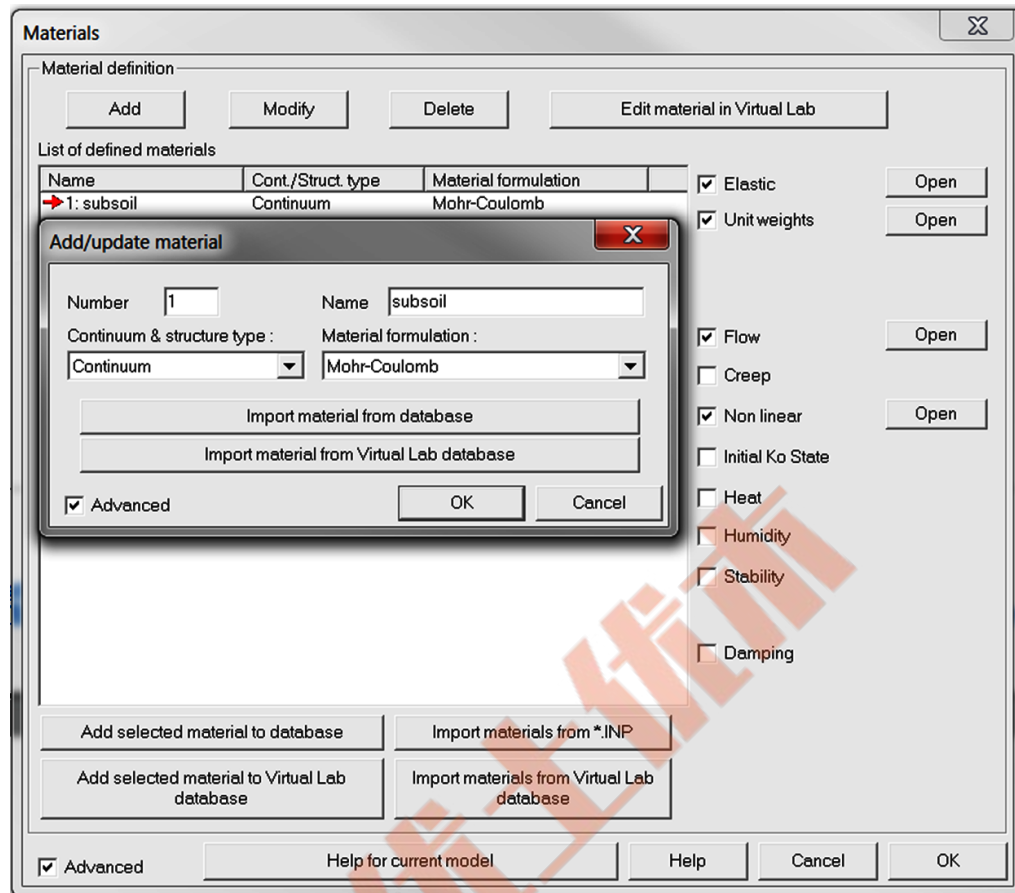 Materials
Material definition
Add Modify Delete Edit material in Virtual Lab
List of defined materials
Name Cont./Struct. type Material formulation
1: subsoil Continuum Mohr-Coulomb
Elastic Open
Unit weights Open
Add/update material
Number 1 Name subsoil
Continuum & structure type : Material formulation :
Continuum Mohr-Coulomb
Import material from database
Import material from Virtual Lab database
Advanced OK Cancel
Flow Open
Creep
Non linear Open
Initial Ko State
Heat
Humidity
Stability
Damping
Add selected material to database Import materials from *.INP
Add selected material to Virtual Lab
database
Import materials from Virtual Lab
database
Advanced Help for current model Help Cancel OK